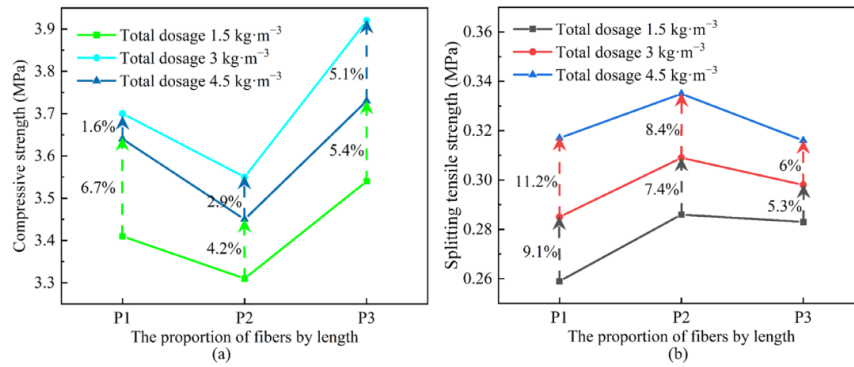 3.9
3.8
3.7
3.6
3.5
3.4
3.3
Compressive strength (MPa)
Total dosage 1.5 kg·m⁻³
Total dosage 3 kg·m⁻³
Total dosage 4.5 kg·m⁻³
1.6%
6.7%
2.9%
4.2%
5.1%
5.4%
P1 P2 P3
The proportion of fibers by length
(a)
0.36
0.34
0.32
0.30
0.28
0.26
Splitting tensile strength (MPa)
Total dosage 1.5 kg·m⁻³
Total dosage 3 kg·m⁻³
Total dosage 4.5 kg·m⁻³
11.2%
9.1%
8.4%
7.4%
6%
5.3%
P1 P2 P3
The proportion of fibers by length
(b)